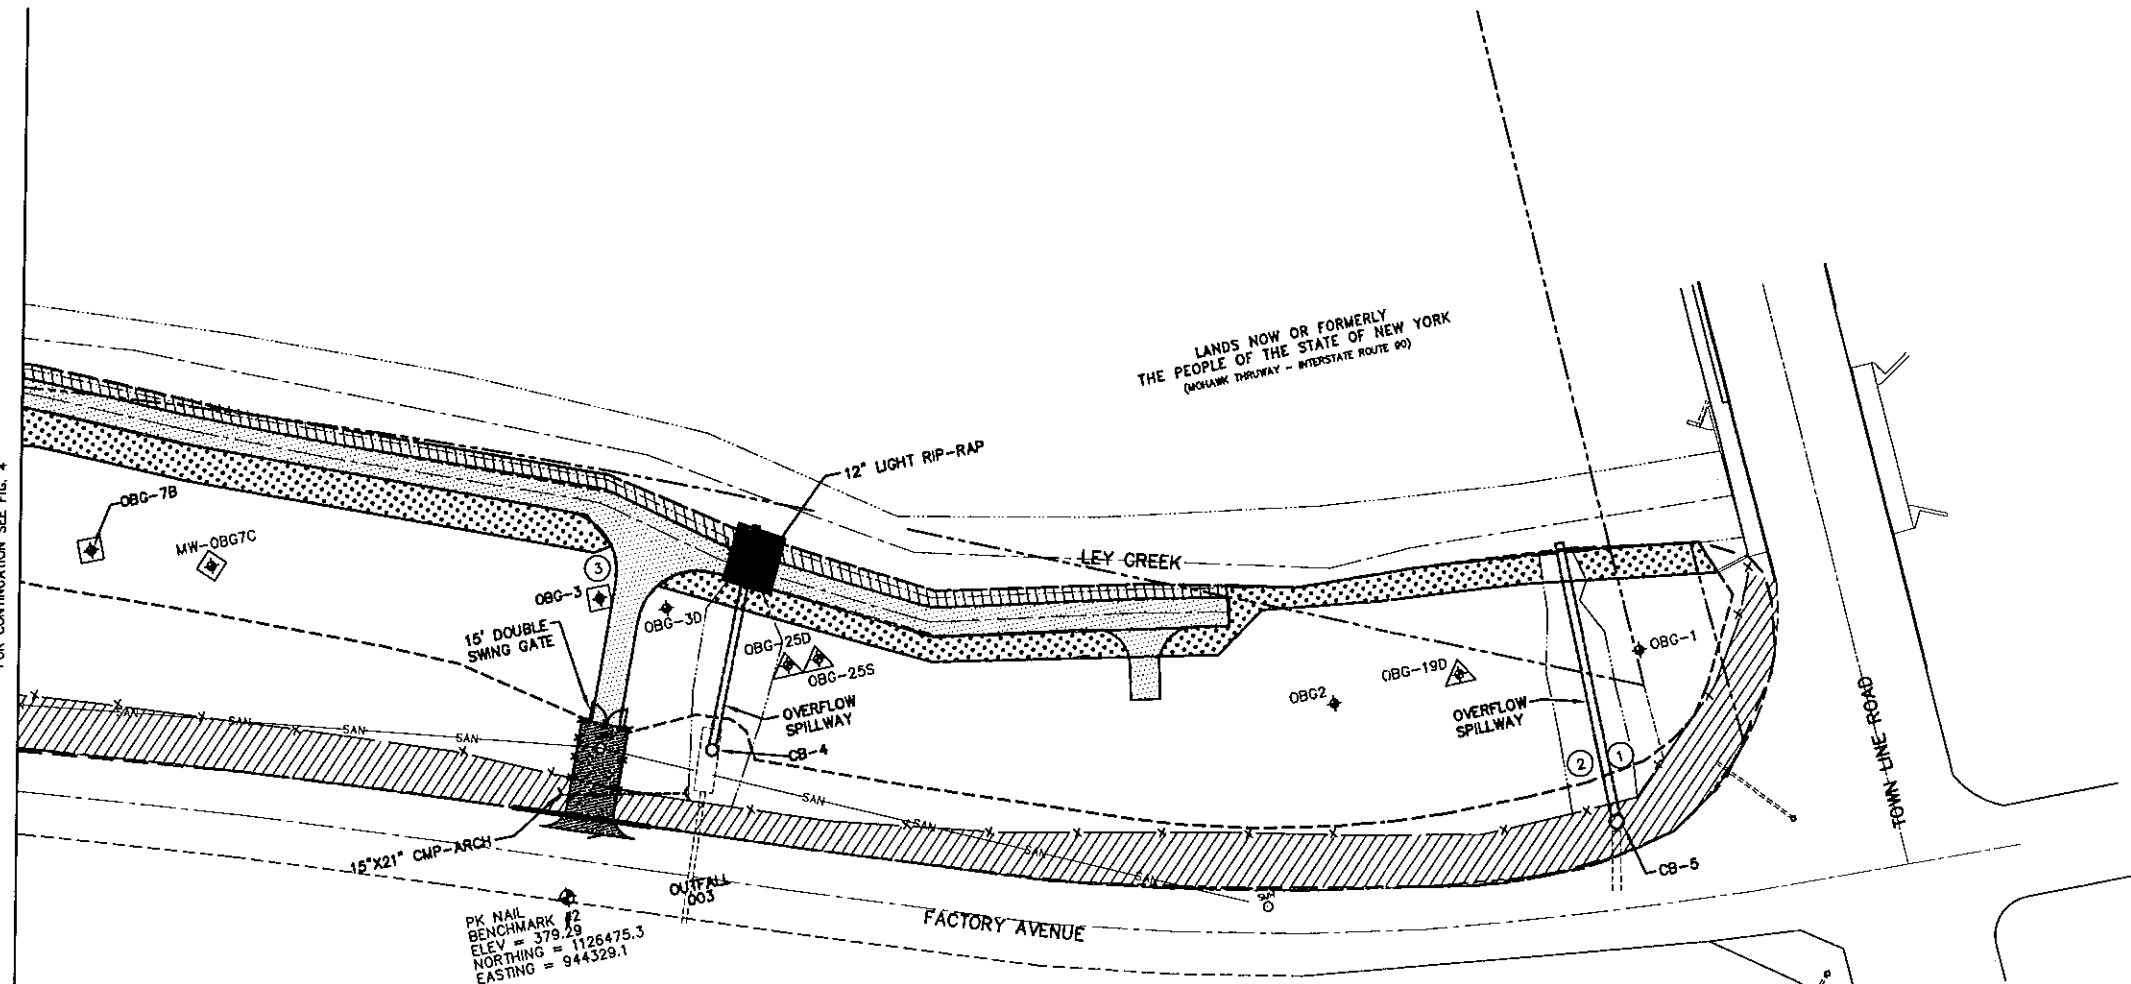 LANDS NOW OR FORMERLY
THE PEOPLE OF THE STATE OF NEW YORK
(MOHAWK THRUWAY - INTERSTATE ROUTE 90)
12" LIGHT RIP-RAP
FOR CONTINUATION SEE FIG. 4
OBG-7B
MW-OBG7C
LEY CREEK
3
OBG-3
OBG-3D
15' DOUBLE
SWING GATE
OBG-25D
OBG-25S
OBG-1
OBG-19D
OBG2
OVERFLOW
SPILLWAY
OVERFLOW
SPILLWAY
TOWN LINE ROAD
CB-4
2
1
SAN
SAN
SAN
SAN
SAN
SAN
SAN
SAN
15"X21" CMP-ARCH
CB-5
OUTFALL
003
SMH
FACTORY AVENUE
PK NAIL
BENCHMARK #2
ELEV = 379.29
NORTHING = 1126475.3
EASTING = 944329.1